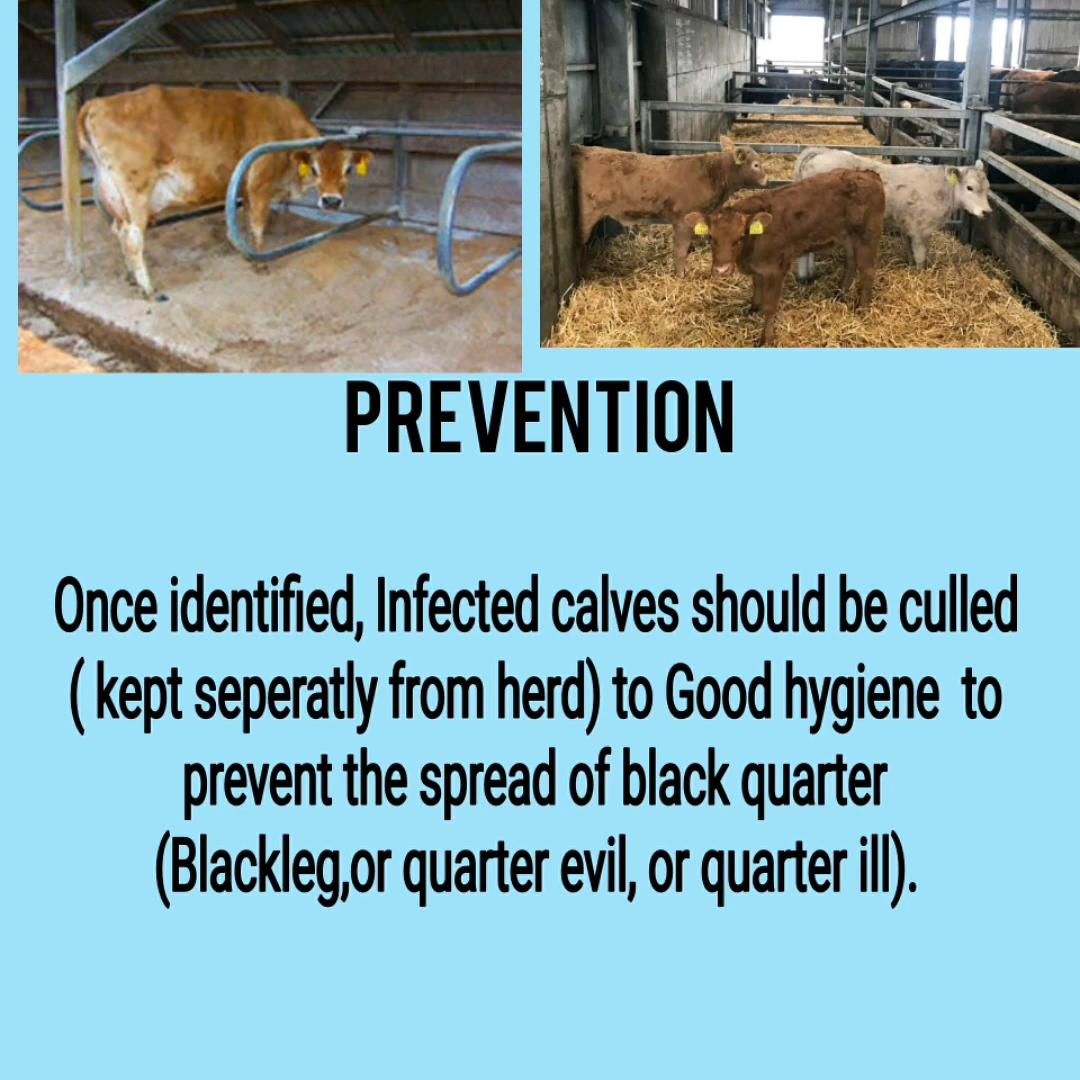 PREVENTION
Once identified, Infected calves should be culled
( kept seperatly from herd) to Good hygiene  to
prevent the spread of black quarter
(Blackleg,or quarter evil, or quarter ill).